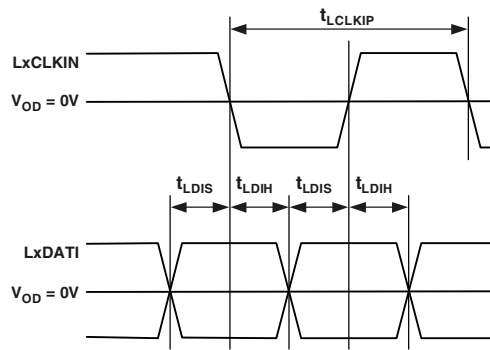 tLCLKIP
LxCLKIN
VOD = 0V
tLDIS tLDIH tLDIS tLDIH
LxDATI
VOD = 0V